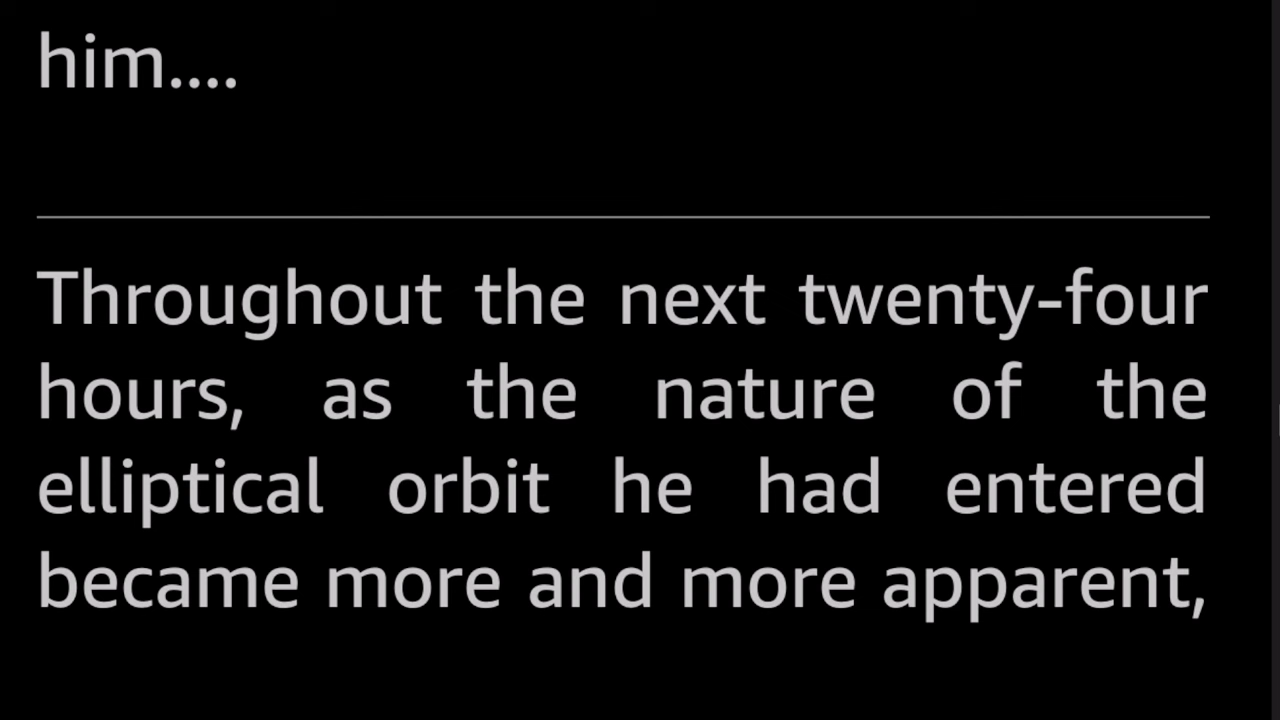 him....
Throughout the next twenty-four
hours, as the nature of the
elliptical orbit he had entered
became more and more apparent,